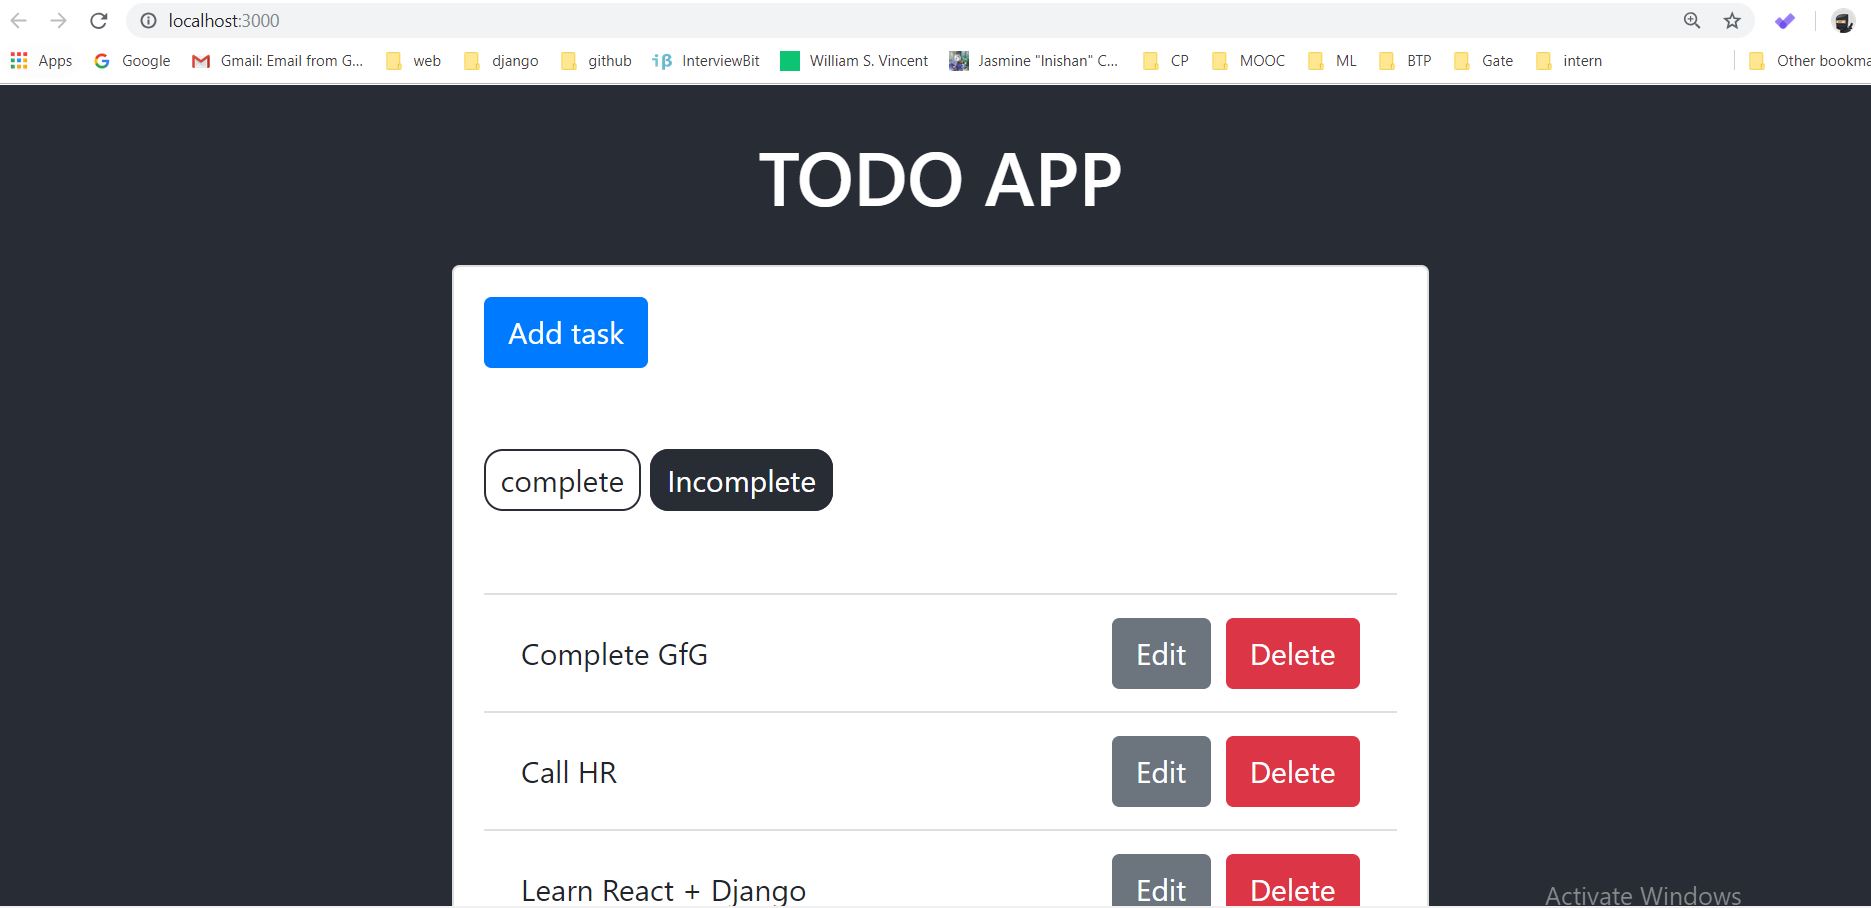 localhost:3000
Apps Google Gmail: Email from G... web django github iβ InterviewBit William S. Vincent Jasmine "Inishan" C... CP MOOC ML BTP Gate intern Other bookma
TODO APP
Add task
complete Incomplete
Complete GfG Edit Delete
Call HR Edit Delete
Learn React + Django Edit Delete
Activate Windows